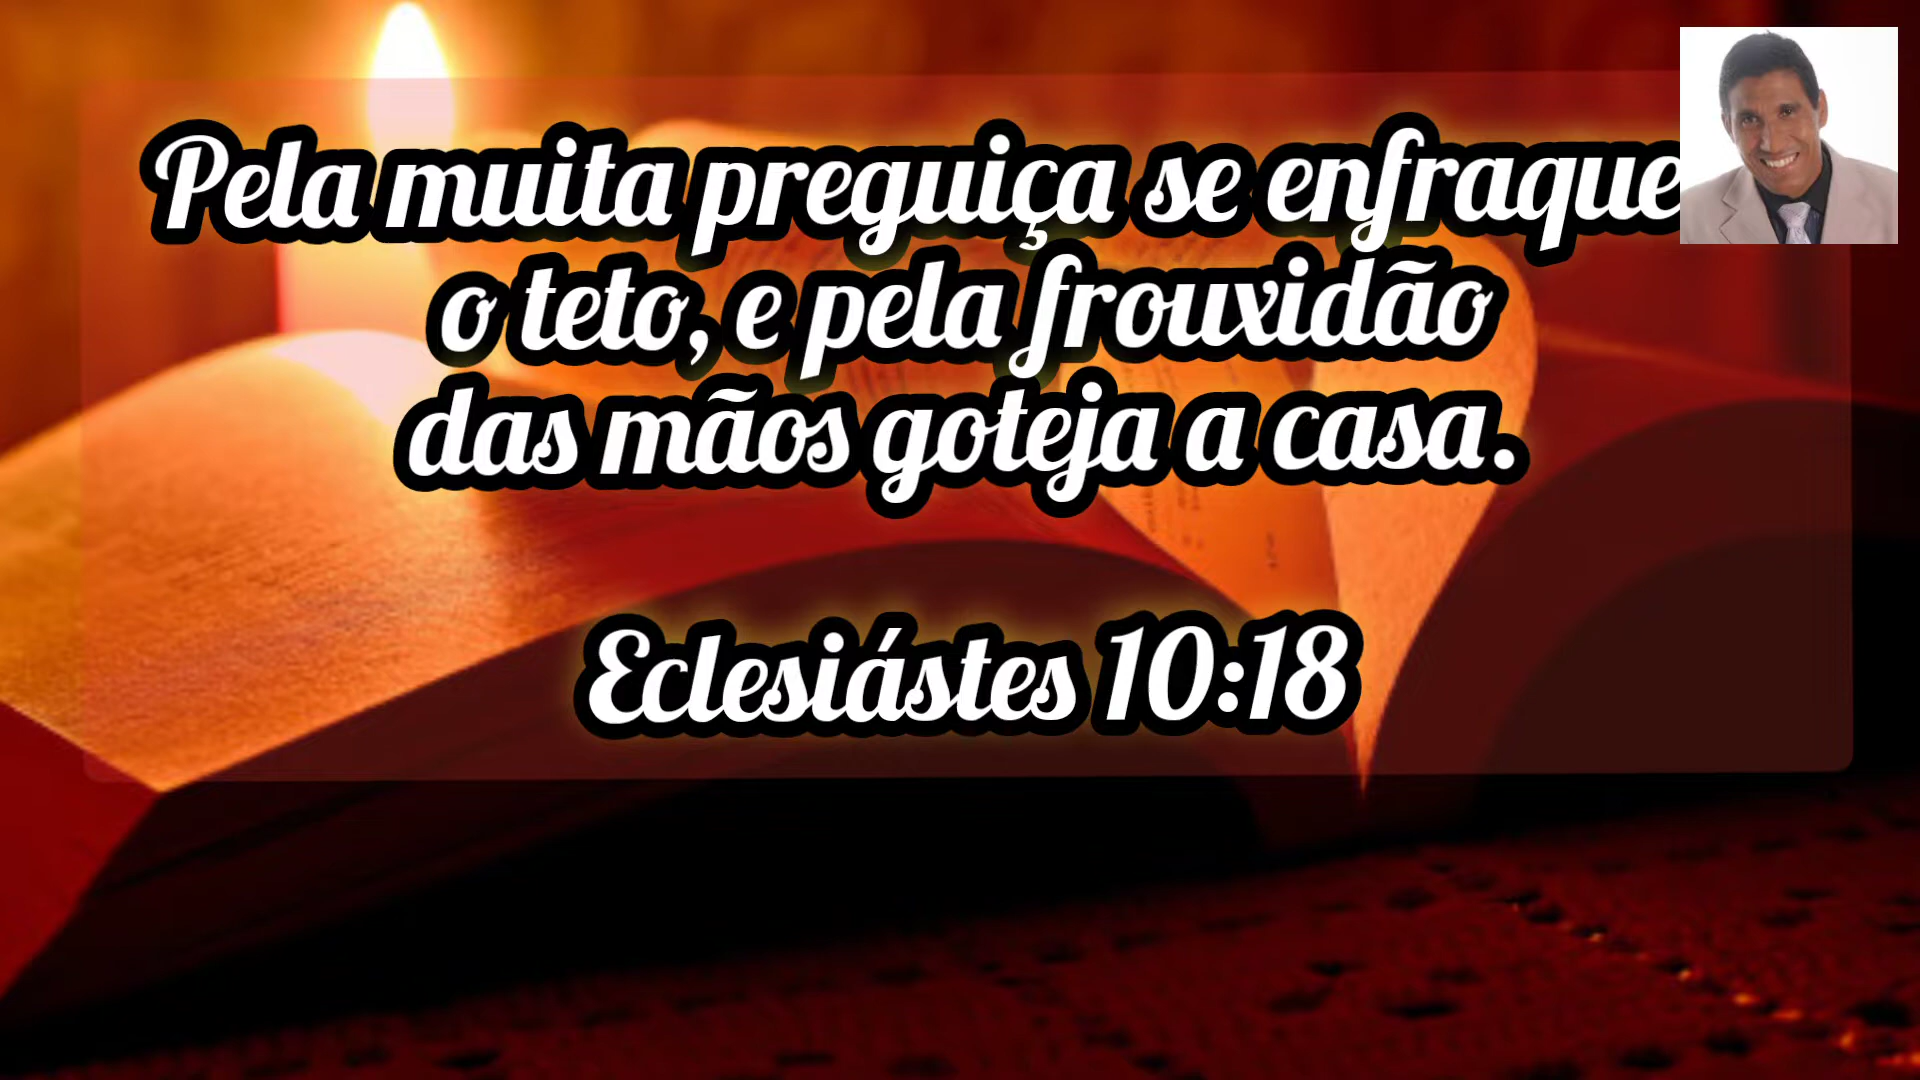 Pela muita preguiça se enfraque
o teto, e pela frouxidão
das mãos goteja a casa.
Eclesiástes 10:18